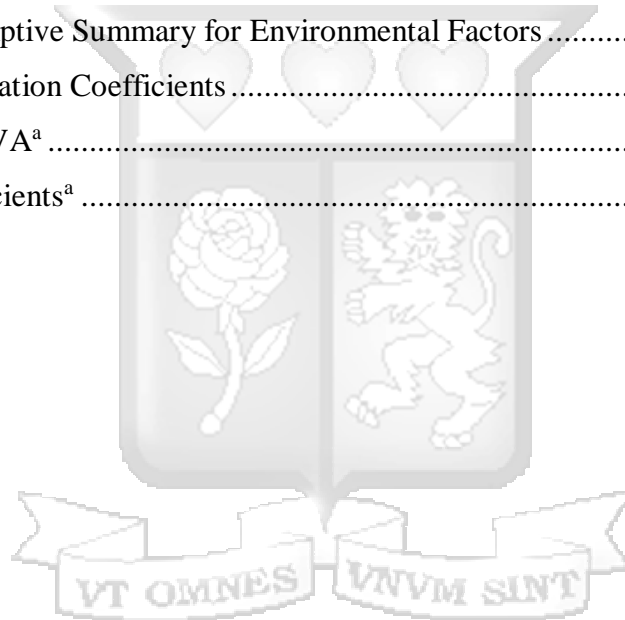 ptive Summary for Environmental Factors ..........
ation Coefficients ..........
VAᵃ ..........
cientsᵃ ..........
VT OMNES VNVM SINT